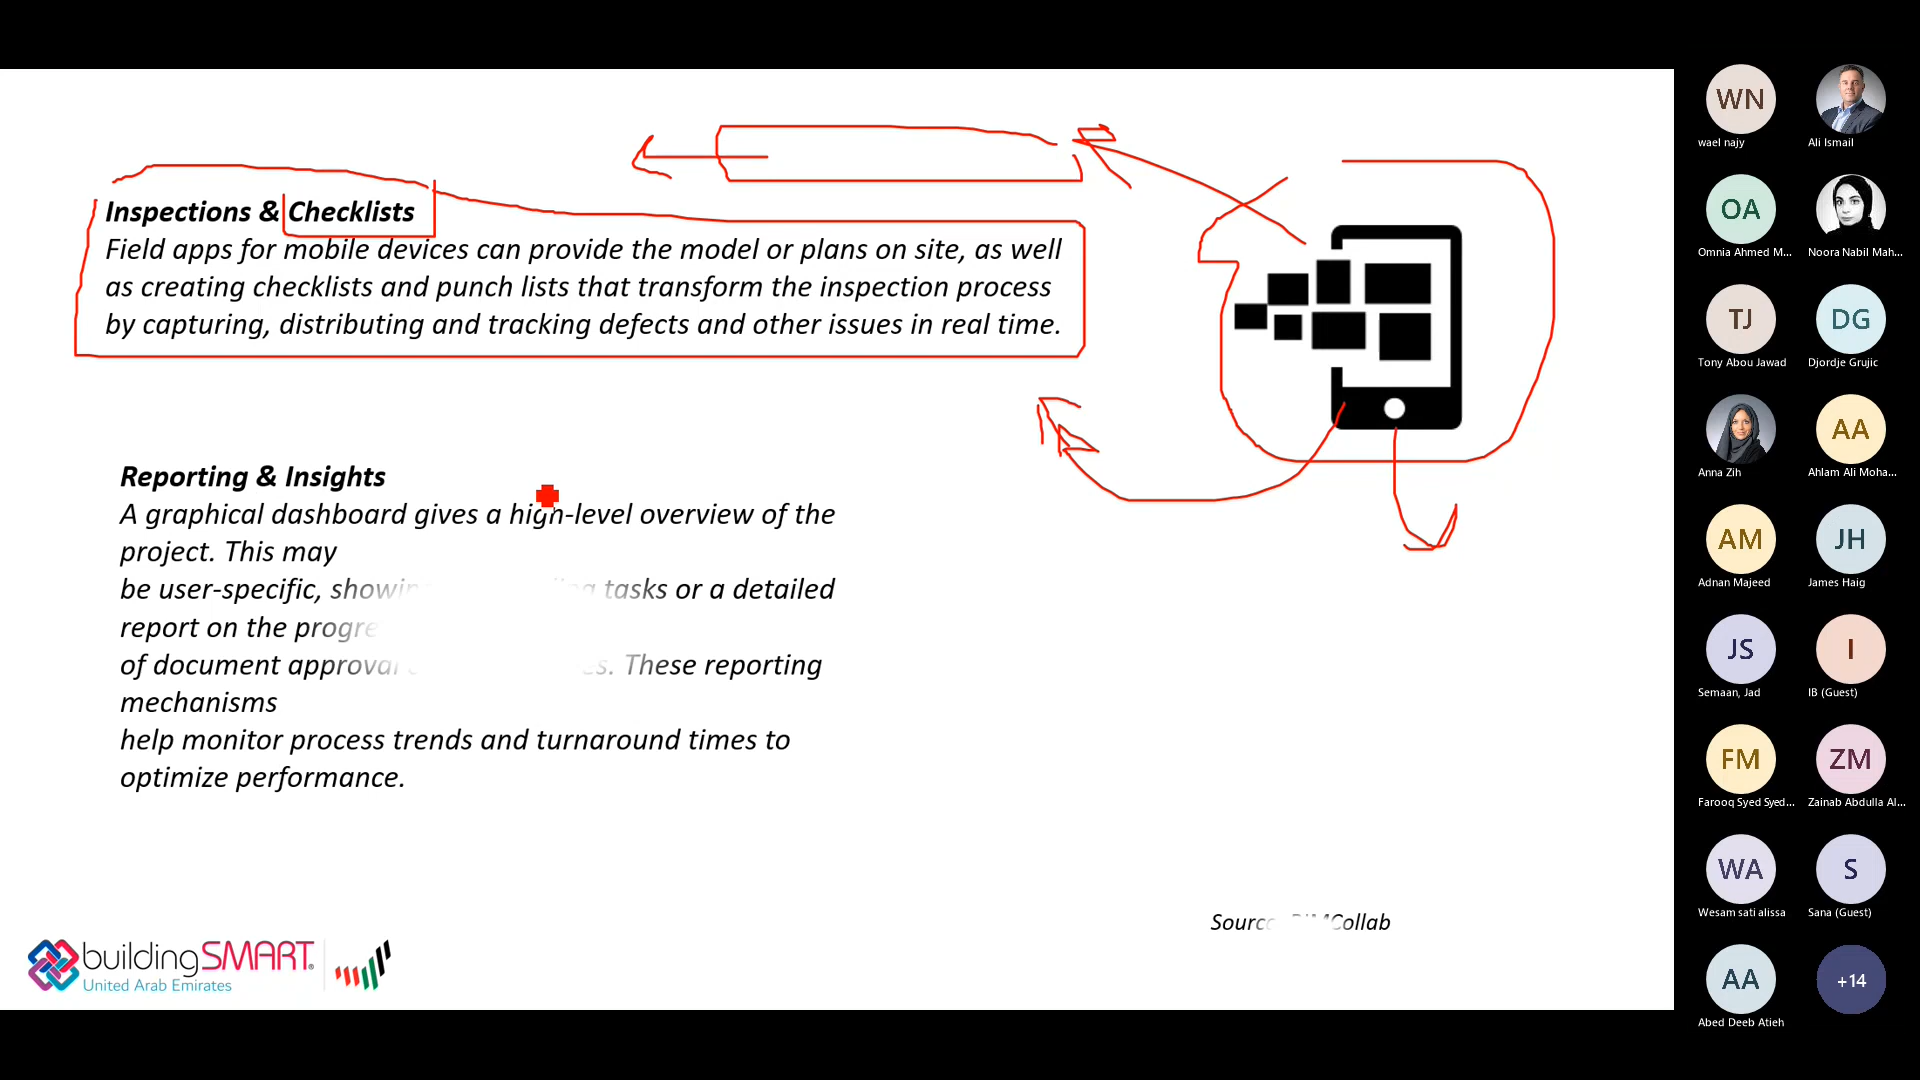 Inspections & Checklists
Field apps for mobile devices can provide the model or plans on site, as well
as creating checklists and punch lists that transform the inspection process
by capturing, distributing and tracking defects and other issues in real time.
Reporting & Insights
A graphical dashboard gives a high-level overview of the
project. This may
be user-specific, tasks or a detailed
report on the
of document approval These reporting
mechanisms
help monitor process trends and turnaround times to
optimize performance.
Source BIMCollab
buildingSMART®
United Arab Emirates
WN
wael najy
Ali Ismail
OA
Omnia Ahmed M...
Noora Nabil Mah...
TJ
Tony Abou Jawad
DG
Djordje Grujic
Anna Zih
AA
Ahlam Ali Moha...
AM
Adnan Majeed
JH
James Haig
JS
Semaan, Jad
I
IB (Guest)
FM
Farooq Syed Syed...
ZM
Zainab Abdulla Al...
WA
Wesam sati alissa
S
Sana (Guest)
AA
Abed Deeb Atieh
+14